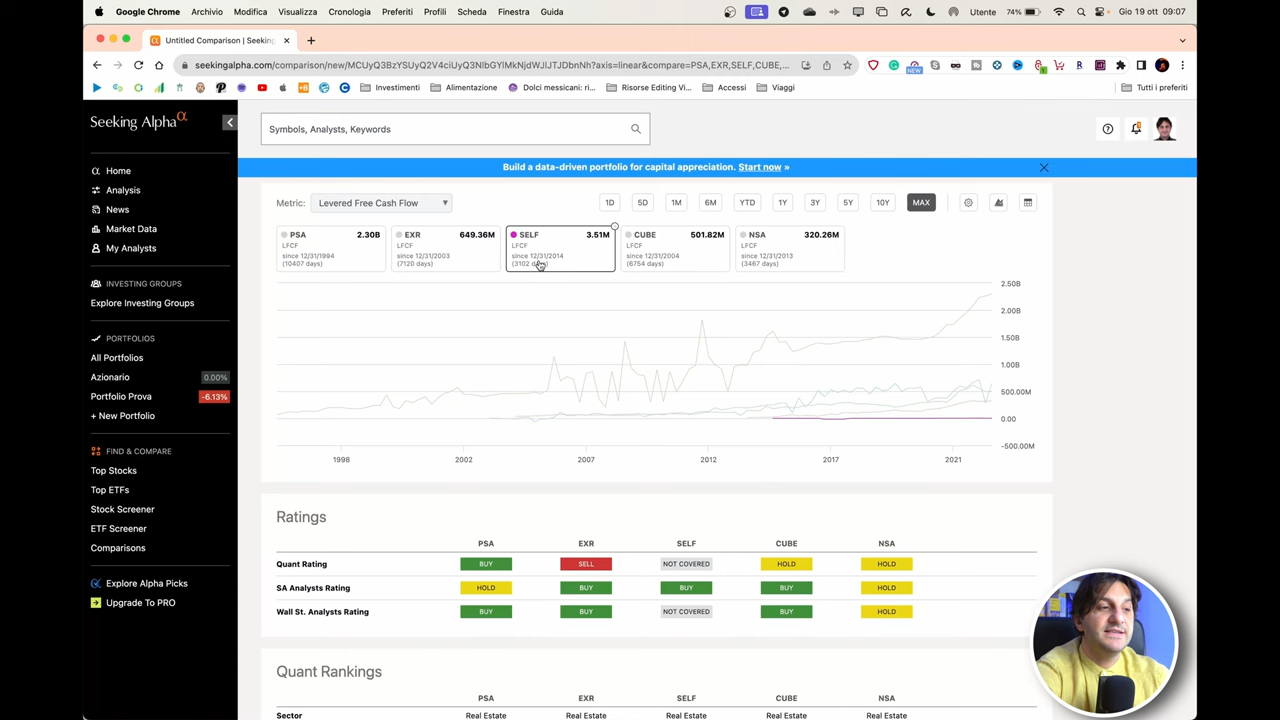 Google Chrome Archivio Modifica Visualizza Cronologia Preferiti Profili Scheda Finestra Guida Utente 74% Gio 19 ott 09:07
Untitled Comparison | Seeking
seekingalpha.com/comparison/new/MCUyQ3BzYSUyQ2V4ciUyQ3NlbGYlMkNjdWJlJTJDbnNh?axis=linear&compare=PSA,EXR,SELF,CUBE,...
NEW
Investimenti Alimentazione Dolci messicani: ri... Risorse Editing Vi... Accessi Viaggi Tutti i preferiti
Seeking Alpha α
Symbols, Analysts, Keywords
Build a data-driven portfolio for capital appreciation. Start now »
Home
Analysis
News
Market Data
My Analysts
INVESTING GROUPS
Explore Investing Groups
PORTFOLIOS
All Portfolios
Azionario 0.00%
Portfolio Prova -6.13%
+ New Portfolio
FIND & COMPARE
Top Stocks
Top ETFs
Stock Screener
ETF Screener
Comparisons
Explore Alpha Picks
Upgrade To PRO
Metric: Levered Free Cash Flow 1D 5D 1M 6M YTD 1Y 3Y 5Y 10Y MAX
PSA 2.30B
LFCF
since 12/31/1994
(10407 days)
EXR 649.36M
LFCF
since 12/31/2003
(7120 days)
SELF 3.51M
LFCF
since 12/31/2014
(3102
CUBE 501.82M
LFCF
since 12/31/2004
(6754 days)
NSA 320.26M
LFCF
since 12/31/2013
(3467 days)
2.50B
2.00B
1.50B
1.00B
500.00M
0.00
-500.00M
1998 2002 2007 2012 2017 2021
Ratings
PSA EXR SELF CUBE NSA
Quant Rating BUY SELL NOT COVERED HOLD HOLD
SA Analysts Rating HOLD BUY BUY BUY HOLD
Wall St. Analysts Rating BUY BUY NOT COVERED BUY HOLD
Quant Rankings
PSA EXR SELF CUBE NSA
Sector Real Estate Real Estate Real Estate Real Estate Real Estate